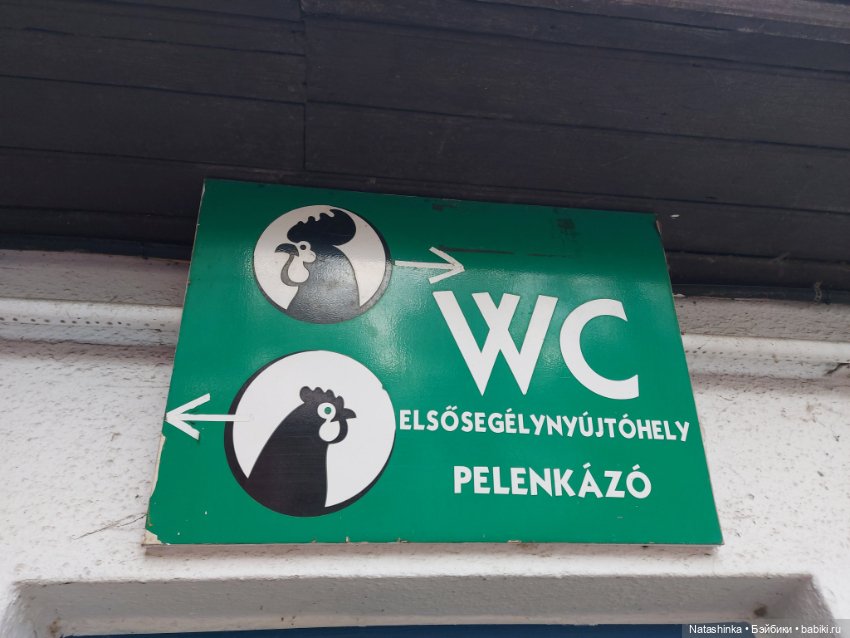 WC
ELSŐSEGÉLYNYÚJTÓHELY
PELENKÁZÓ
Natashinka • Бэйбики • babiki.ru